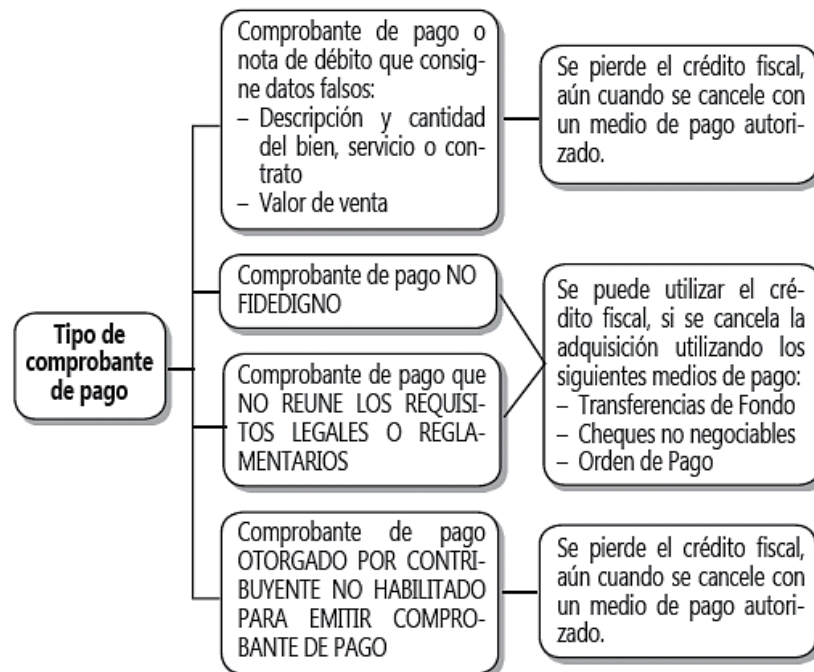 Comprobante de pago o
nota de débito que consig-
ne datos falsos:
– Descripción y cantidad
del bien, servicio o con-
trato
– Valor de venta
Se pierde el crédito fiscal,
aún cuando se cancele con
un medio de pago autori-
zado.
Tipo de
comprobante
de pago
Comprobante de pago NO
FIDEDIGNO
Comprobante de pago que
NO REUNE LOS REQUISI-
TOS LEGALES O REGLA-
MENTARIOS
Se puede utilizar el cré-
dito fiscal, si se cancela la
adquisición utilizando los
siguientes medios de pago:
– Transferencias de Fondo
– Cheques no negociables
– Orden de Pago
Comprobante de pago
OTORGADO POR CONTRI-
BUYENTE NO HABILITADO
PARA EMITIR COMPRO-
BANTE DE PAGO
Se pierde el crédito fiscal,
aún cuando se cancele con
un medio de pago autori-
zado.